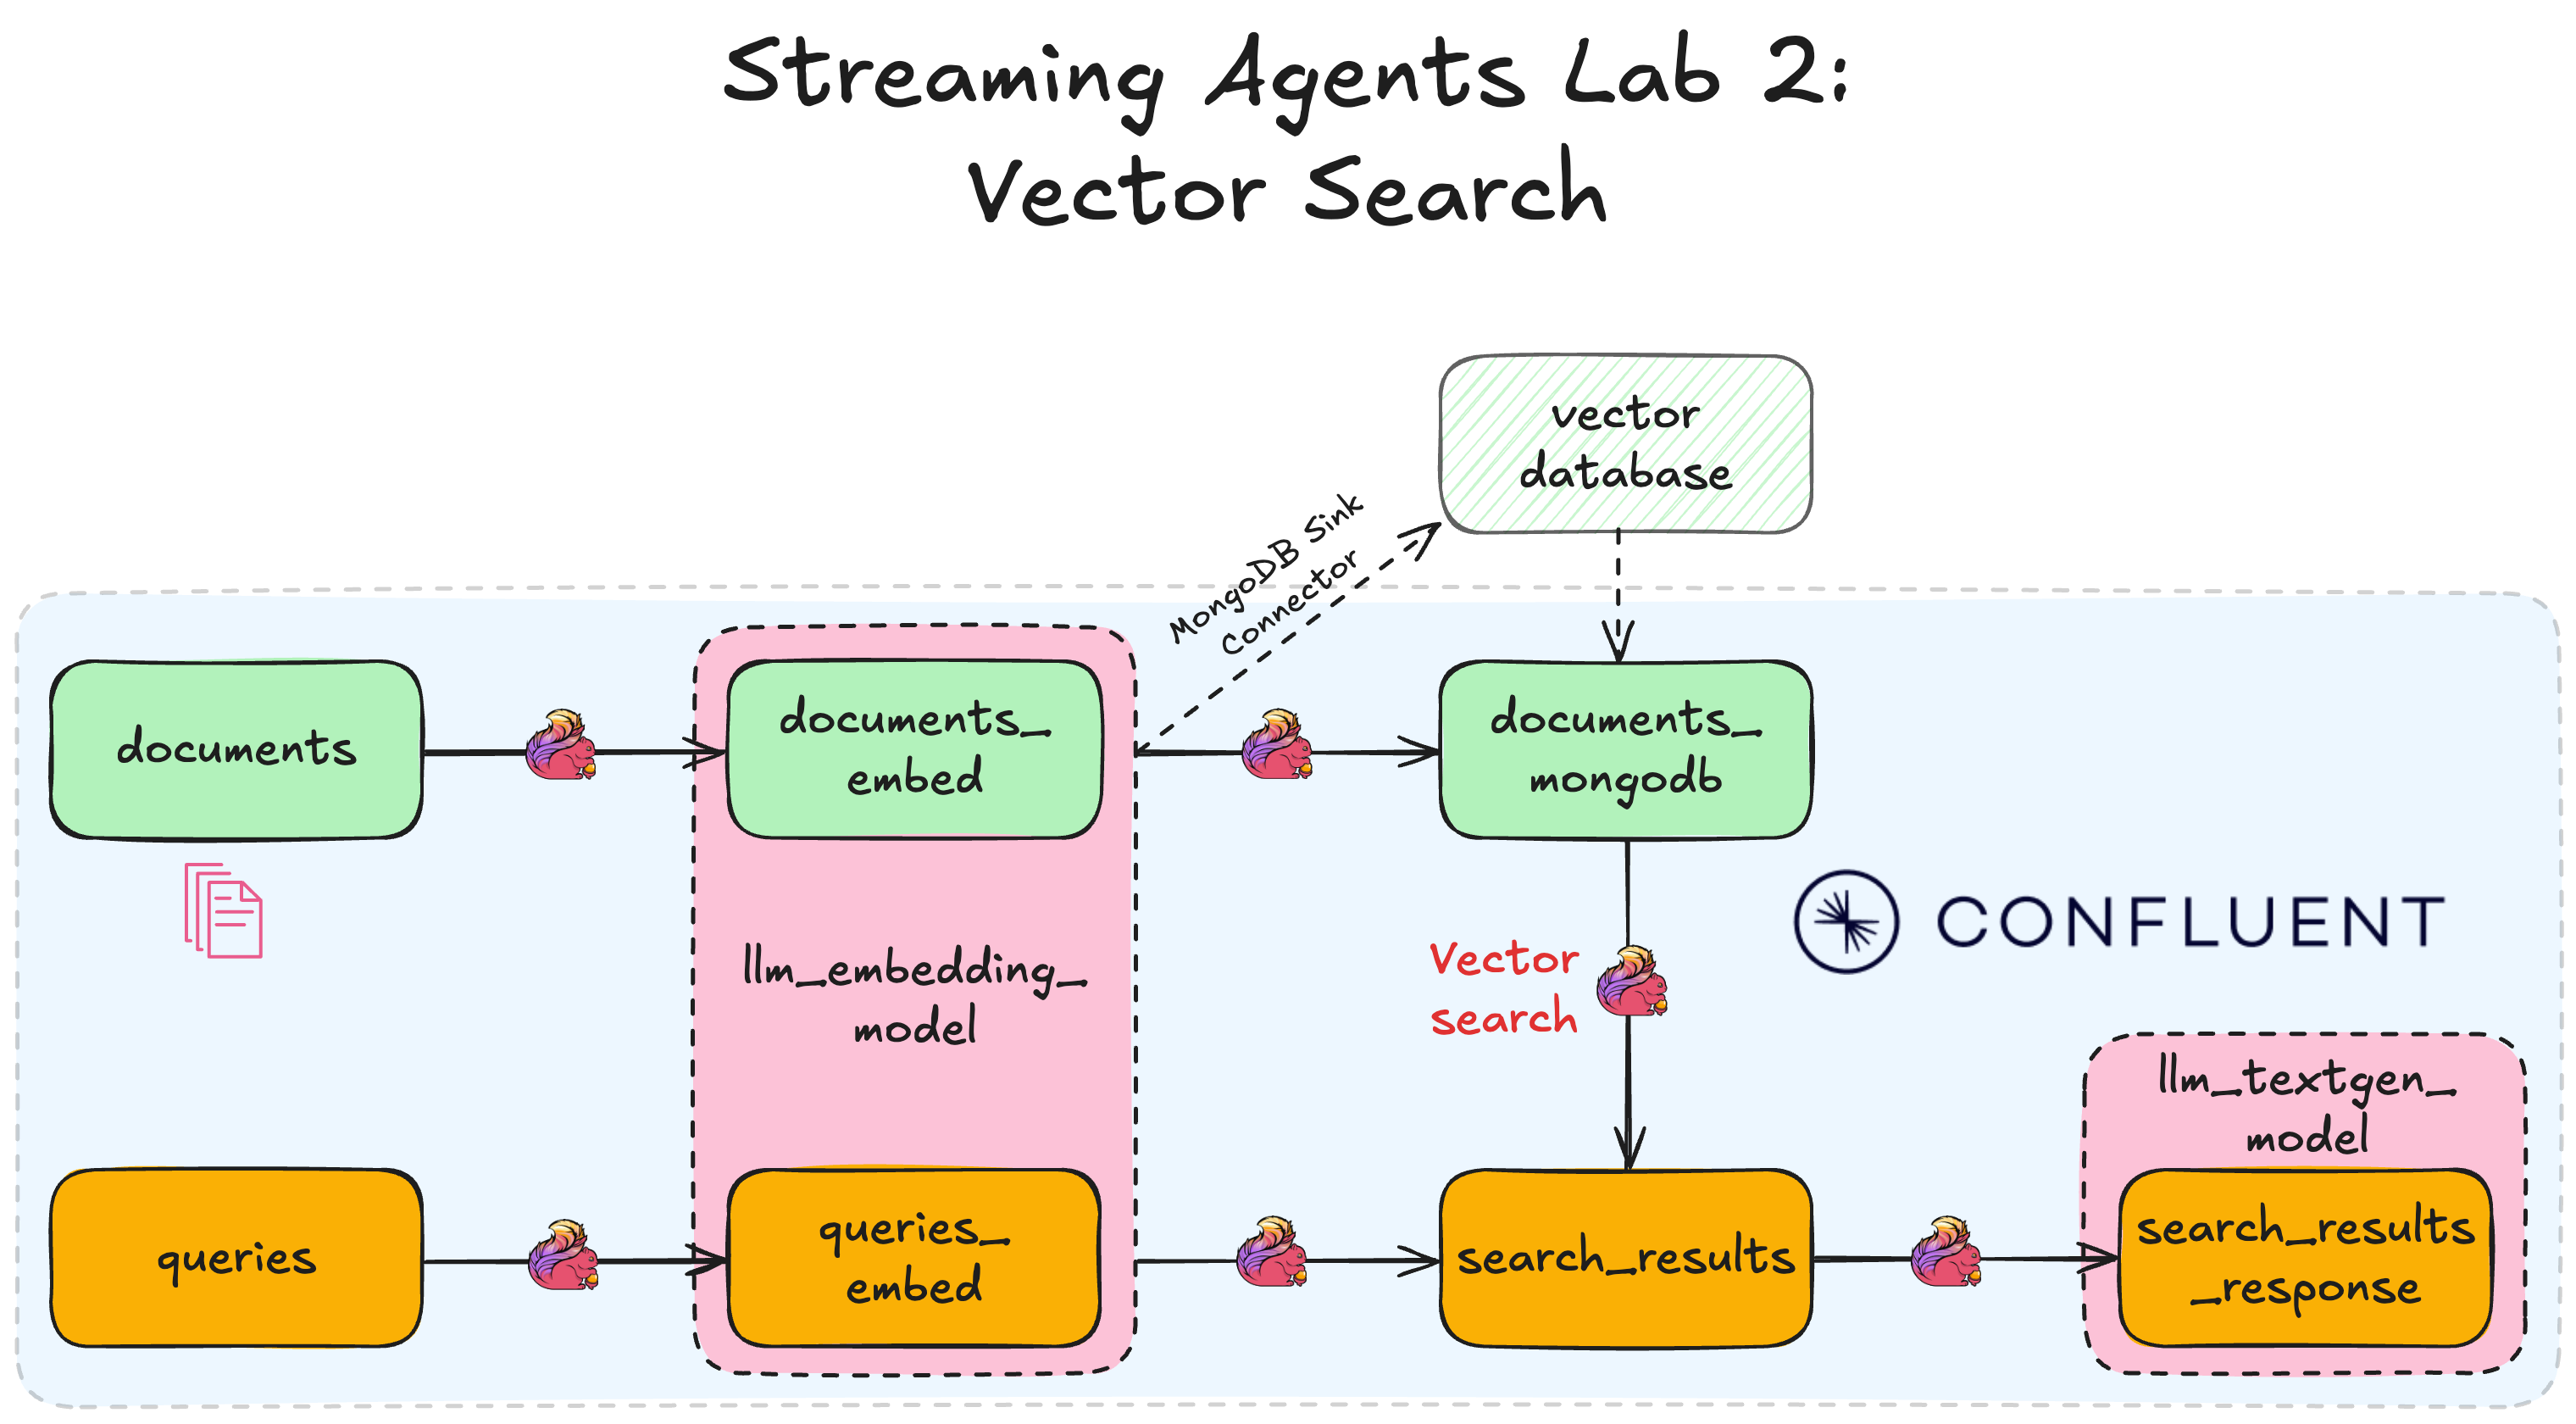 Streaming Agents Lab 2:
Vector Search
vector
database
MongoDB Sink
Connector
documents
documents_
embed
documents_
mongodb
llm_embedding_
model
Vector
search
CONFLUENT
llm_textgen_
model
queries
queries_
embed
search_results
search_results
_response